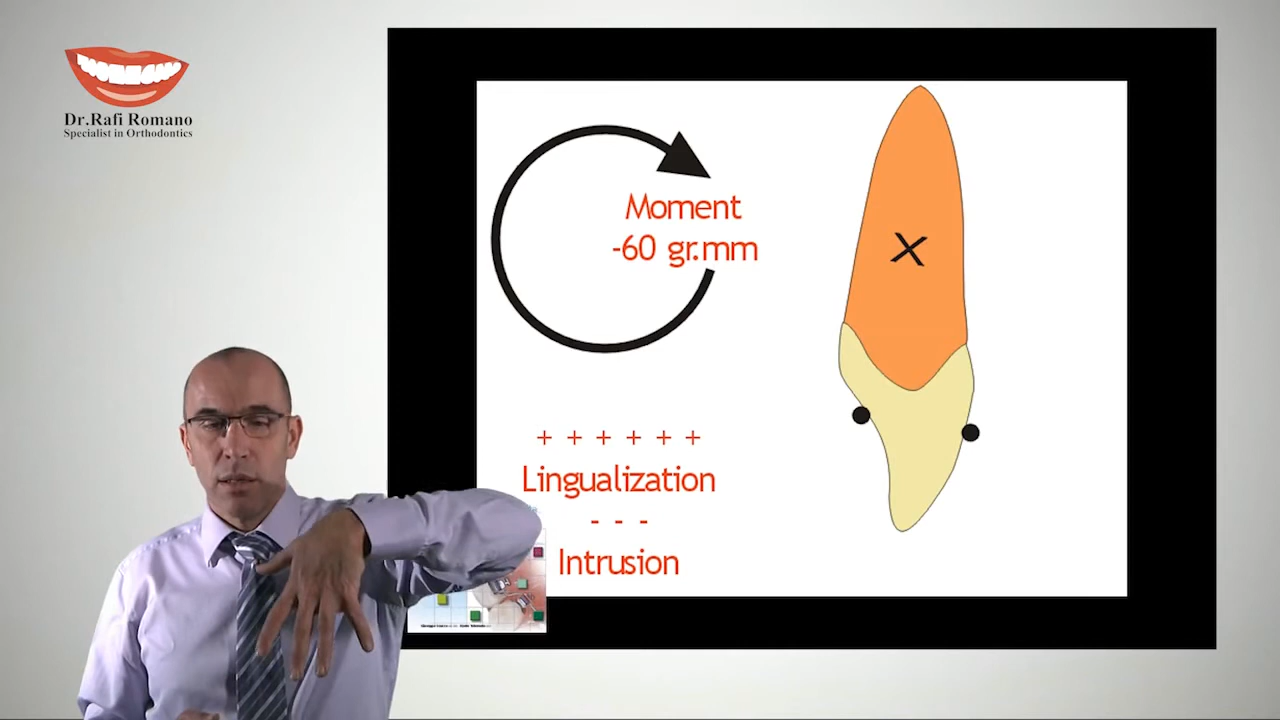 Dr.Rafi Romano
Specialist in Orthodontics
Moment
-60 gr.mm
X
+ + + + + +
Lingualization
- - -
Intrusion